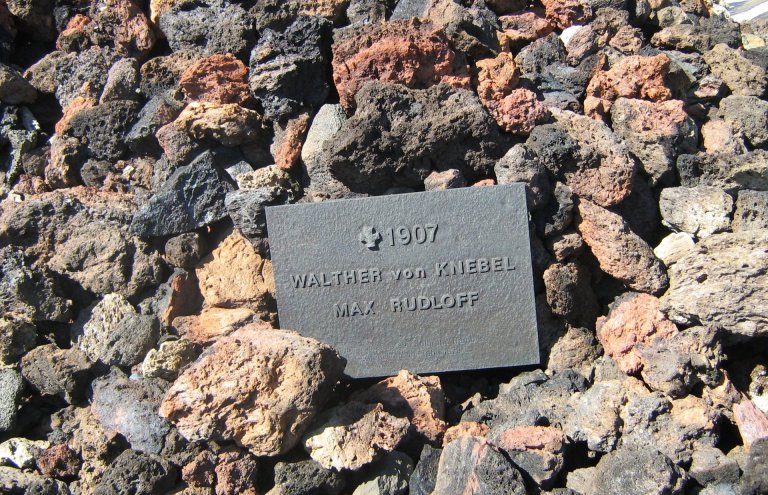 1907
WALTHER von KNEBEL
MAX RUDLOFF